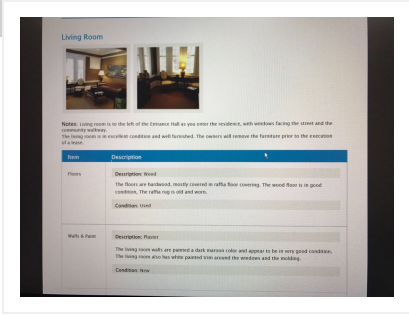 Living Room
Notes: Living room is to the left of the Entrance Hall as you enter the residence, with windows facing the street and the
community walkway.
The living room is in excellent condition and well furnished. The owners will remove the furniture prior to the execution
of a lease.
Item Description
Floors Description: Wood
The floors are hardwood, mostly covered in raffia floor covering. The wood floor is in good
condition, The raffia rug is old and worn.
Condition: Used
Walls & Paint Description: Plaster
The living room walls are painted a dark maroon color and appear to be in very good condition,
The living room also has white painted trim around the windows and the molding.
Condition: New